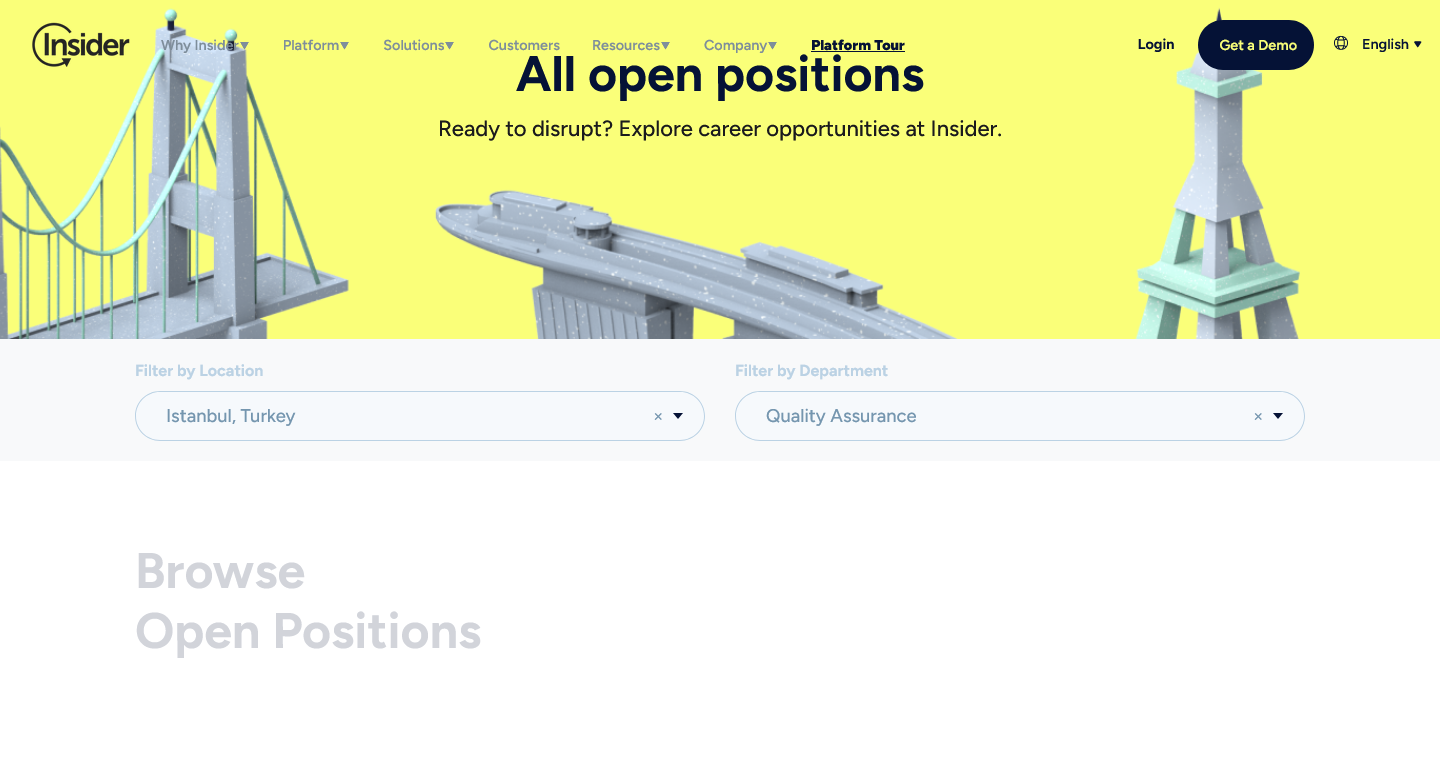 Insider
Why Insider▼ Platform▼ Solutions▼ Customers Resources▼ Company▼ Platform Tour Login Get a Demo English ▼
All open positions
Ready to disrupt? Explore career opportunities at Insider.
Filter by Location Filter by Department
Istanbul, Turkey × Quality Assurance ×
Browse
Open Positions